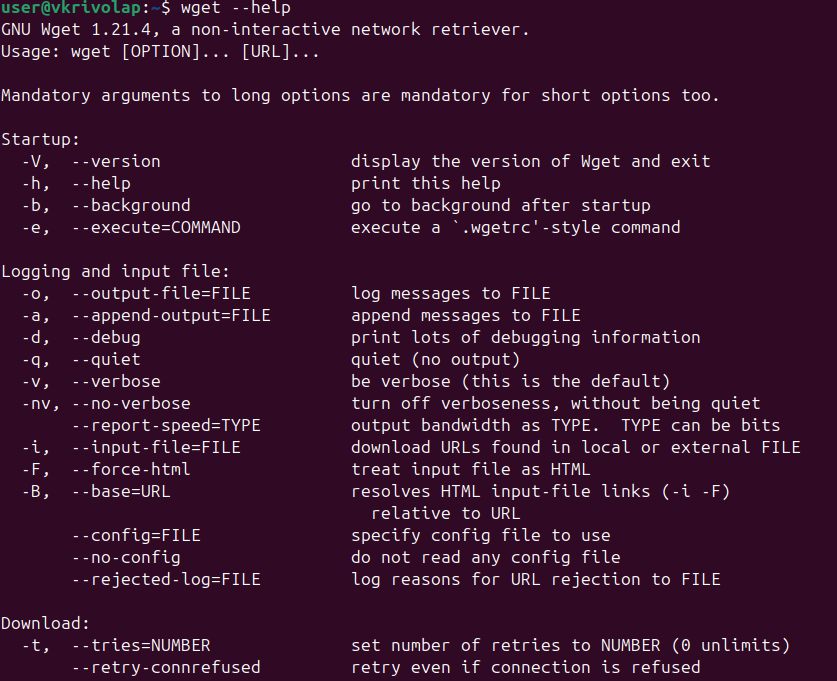 user@vkrivolap:~$ wget --help
GNU Wget 1.21.4, a non-interactive network retriever.
Usage: wget [OPTION]... [URL]...

Mandatory arguments to long options are mandatory for short options too.

Startup:
  -V,  --version                   display the version of Wget and exit
  -h,  --help                      print this help
  -b,  --background                go to background after startup
  -e,  --execute=COMMAND           execute a `.wgetrc'-style command

Logging and input file:
  -o,  --output-file=FILE          log messages to FILE
  -a,  --append-output=FILE        append messages to FILE
  -d,  --debug                     print lots of debugging information
  -q,  --quiet                     quiet (no output)
  -v,  --verbose                   be verbose (this is the default)
  -nv, --no-verbose                turn off verboseness, without being quiet
       --report-speed=TYPE         output bandwidth as TYPE.  TYPE can be bits
  -i,  --input-file=FILE           download URLs found in local or external FILE
  -F,  --force-html                treat input file as HTML
  -B,  --base=URL                  resolves HTML input-file links (-i -F)
                                     relative to URL
       --config=FILE               specify config file to use
       --no-config                 do not read any config file
       --rejected-log=FILE         log reasons for URL rejection to FILE

Download:
  -t,  --tries=NUMBER              set number of retries to NUMBER (0 unlimits)
       --retry-connrefused         retry even if connection is refused